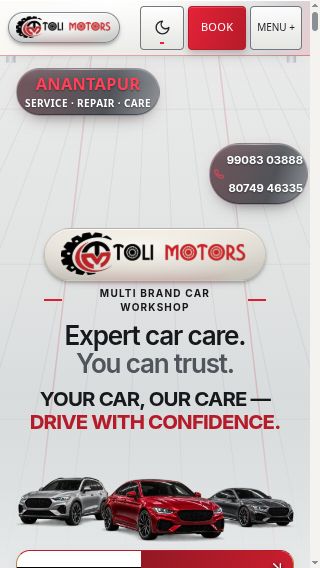 TOLI MOTORS
BOOK
MENU +
ANANTAPUR
SERVICE · REPAIR · CARE
99083 03888
80749 46335
TOLI MOTORS
MULTI BRAND CAR
WORKSHOP
Expert car care.
You can trust.
YOUR CAR, OUR CARE —
DRIVE WITH CONFIDENCE.